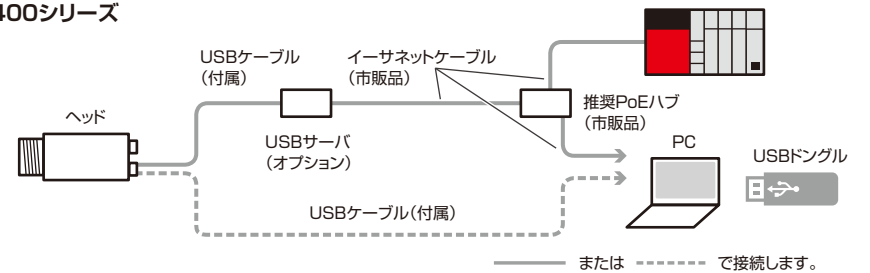 400シリーズ
USBケーブル
（付属）
イーサネットケーブル
（市販品）
ヘッド
USBサーバ
（オプション）
推奨PoEハブ
（市販品）
PC
USBドングル
USBケーブル（付属）
または
で接続します。